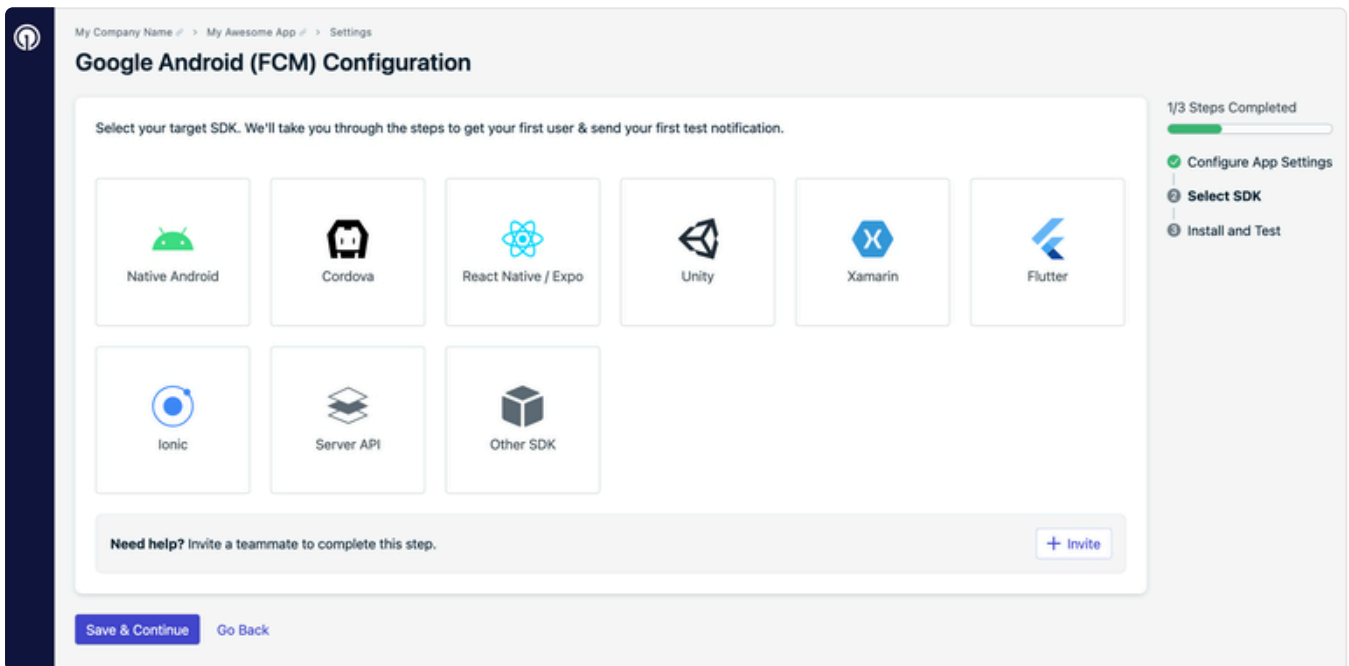 My Company Name > My Awesome App > Settings
Google Android (FCM) Configuration
Select your target SDK. We'll take you through the steps to get your first user & send your first test notification.
Native Android
Cordova
React Native / Expo
Unity
Xamarin
Flutter
Ionic
Server API
Other SDK
Need help? Invite a teammate to complete this step.
+ Invite
Save & Continue
Go Back
1/3 Steps Completed
Configure App Settings
2 Select SDK
3 Install and Test